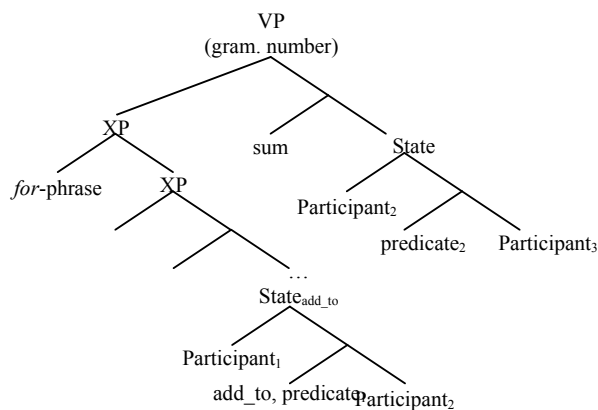 VP
(gram. number)
XP
sum
State
for-phrase
XP
Participant2
predicate2
Participant3
…
Stateadd_to
Participant1
add_to, predicate
Participant2